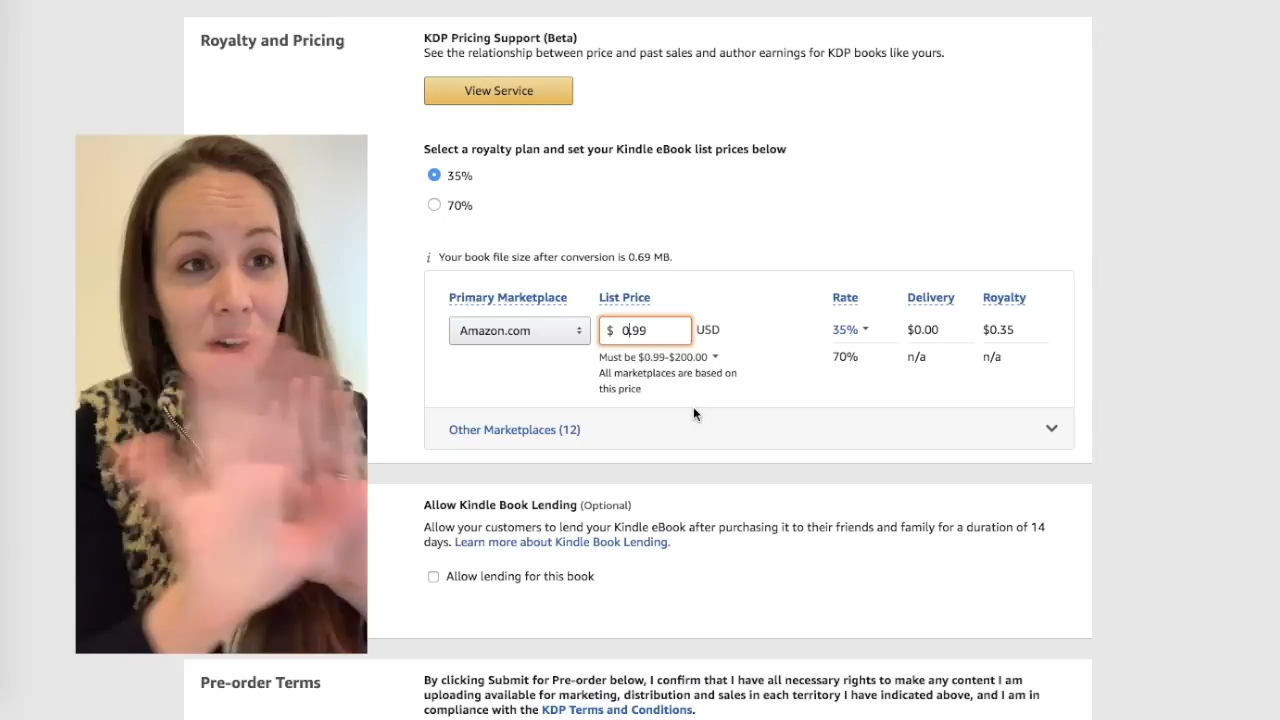 Royalty and Pricing
KDP Pricing Support (Beta)
See the relationship between price and past sales and author earnings for KDP books like yours.
View Service
Select a royalty plan and set your Kindle eBook list prices below
35%
70%
i Your book file size after conversion is 0.69 MB.
Primary Marketplace List Price Rate Delivery Royalty
Amazon.com $ 0.99 USD 35% $0.00 $0.35
Must be $0.99-$200.00 70% n/a n/a
All marketplaces are based on
this price
Other Marketplaces (12)
Allow Kindle Book Lending (Optional)
Allow your customers to lend your Kindle eBook after purchasing it to their friends and family for a duration of 14
days. Learn more about Kindle Book Lending.
Allow lending for this book
Pre-order Terms
By clicking Submit for Pre-order below, I confirm that I have all necessary rights to make any content I am
uploading available for marketing, distribution and sales in each territory I have indicated above, and I am in
compliance with the KDP Terms and Conditions.